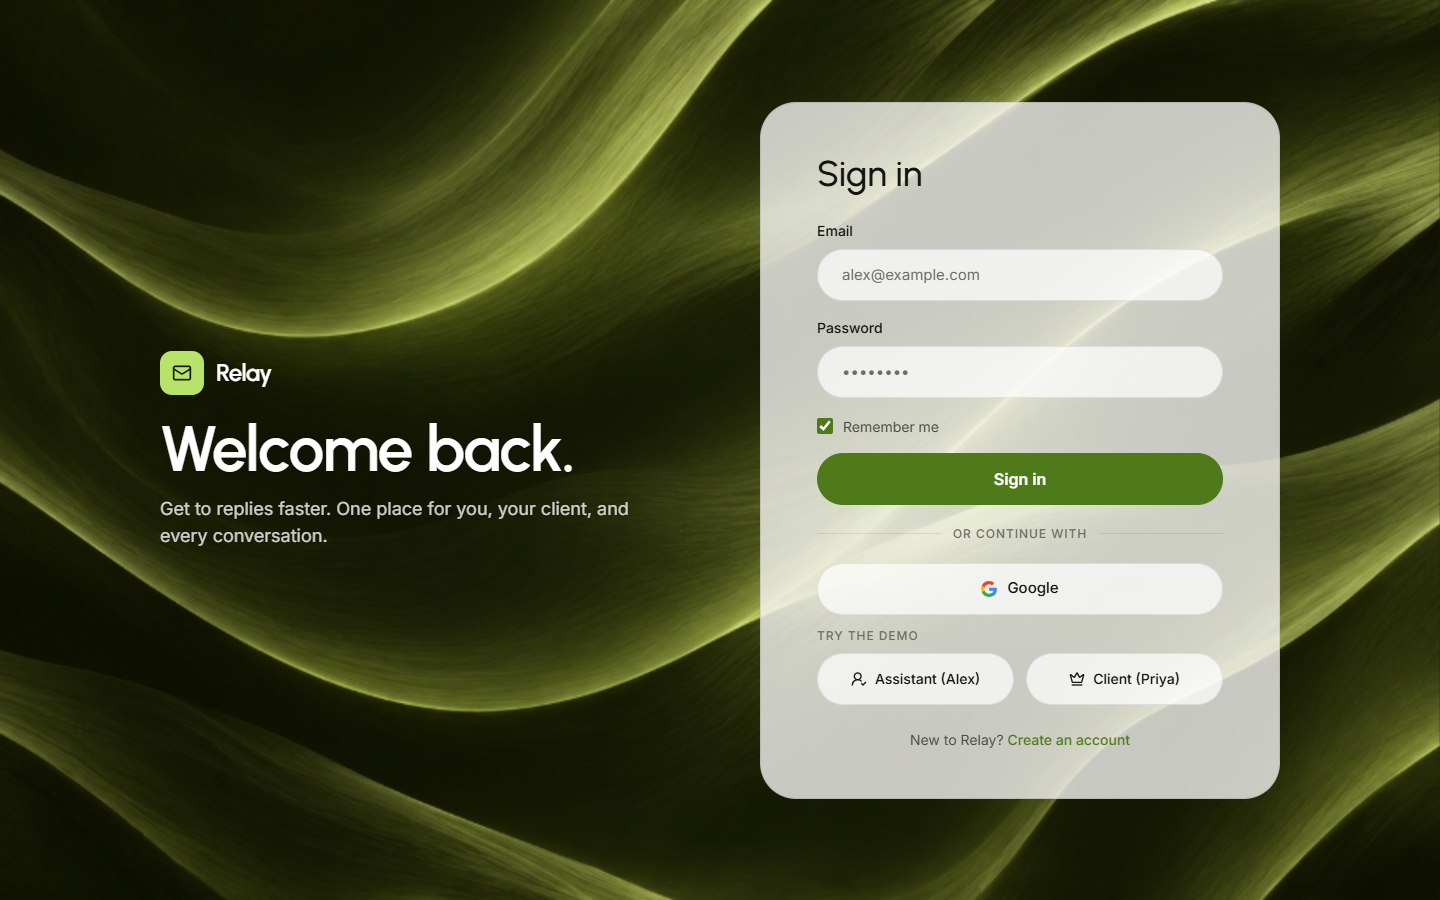 Relay
Welcome back.
Get to replies faster. One place for you, your client, and
every conversation.
Sign in
Email
alex@example.com
Password
••••••••
Remember me
Sign in
OR CONTINUE WITH
Google
TRY THE DEMO
Assistant (Alex)
Client (Priya)
New to Relay? Create an account